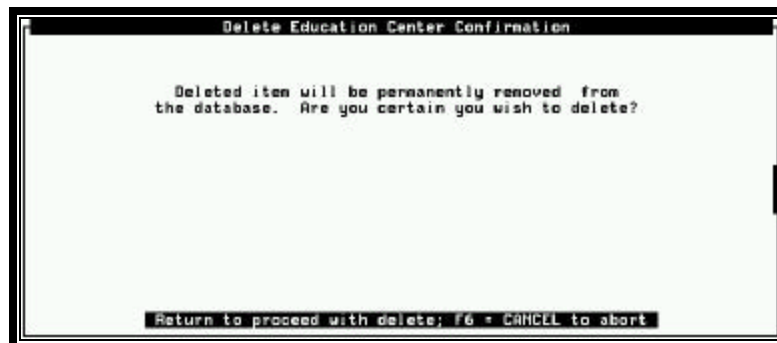 Delete Education Center Confirmation
Deleted item will be permanently removed from
the database. Are you certain you wish to delete?
Return to proceed with delete; F6 = CANCEL to abort